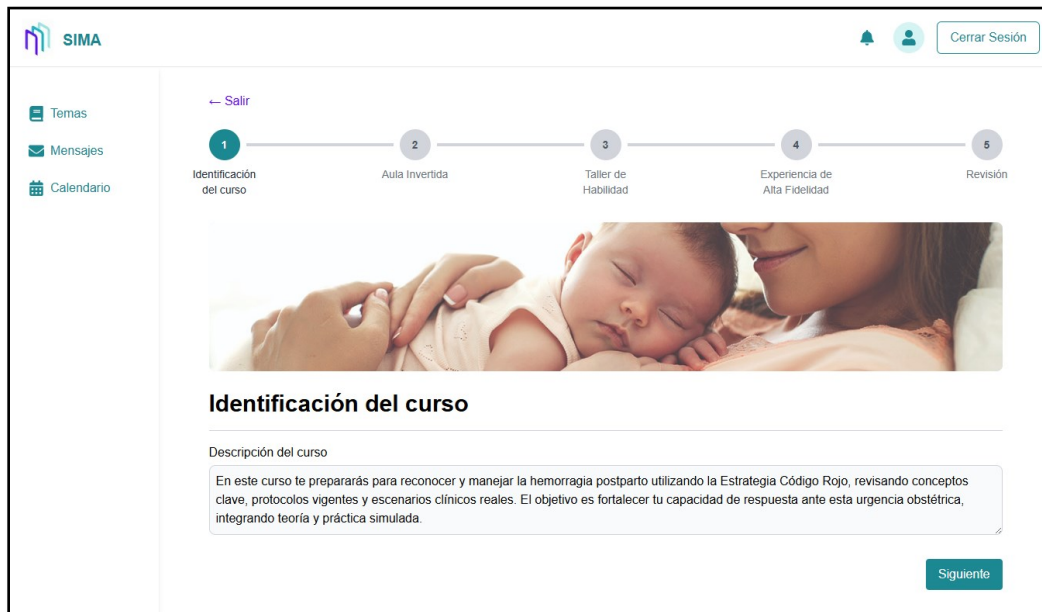 SIMA
Cerrar Sesión
Temas
Mensajes
Calendario
← Salir
1
Identificación
del curso
2
Aula Invertida
3
Taller de
Habilidad
4
Experiencia de
Alta Fidelidad
5
Revisión
Identificación del curso
Descripción del curso
En este curso te prepararás para reconocer y manejar la hemorragia postparto utilizando la Estrategia Código Rojo, revisando conceptos
clave, protocolos vigentes y escenarios clínicos reales. El objetivo es fortalecer tu capacidad de respuesta ante esta urgencia obstétrica,
integrando teoría y práctica simulada.
Siguiente